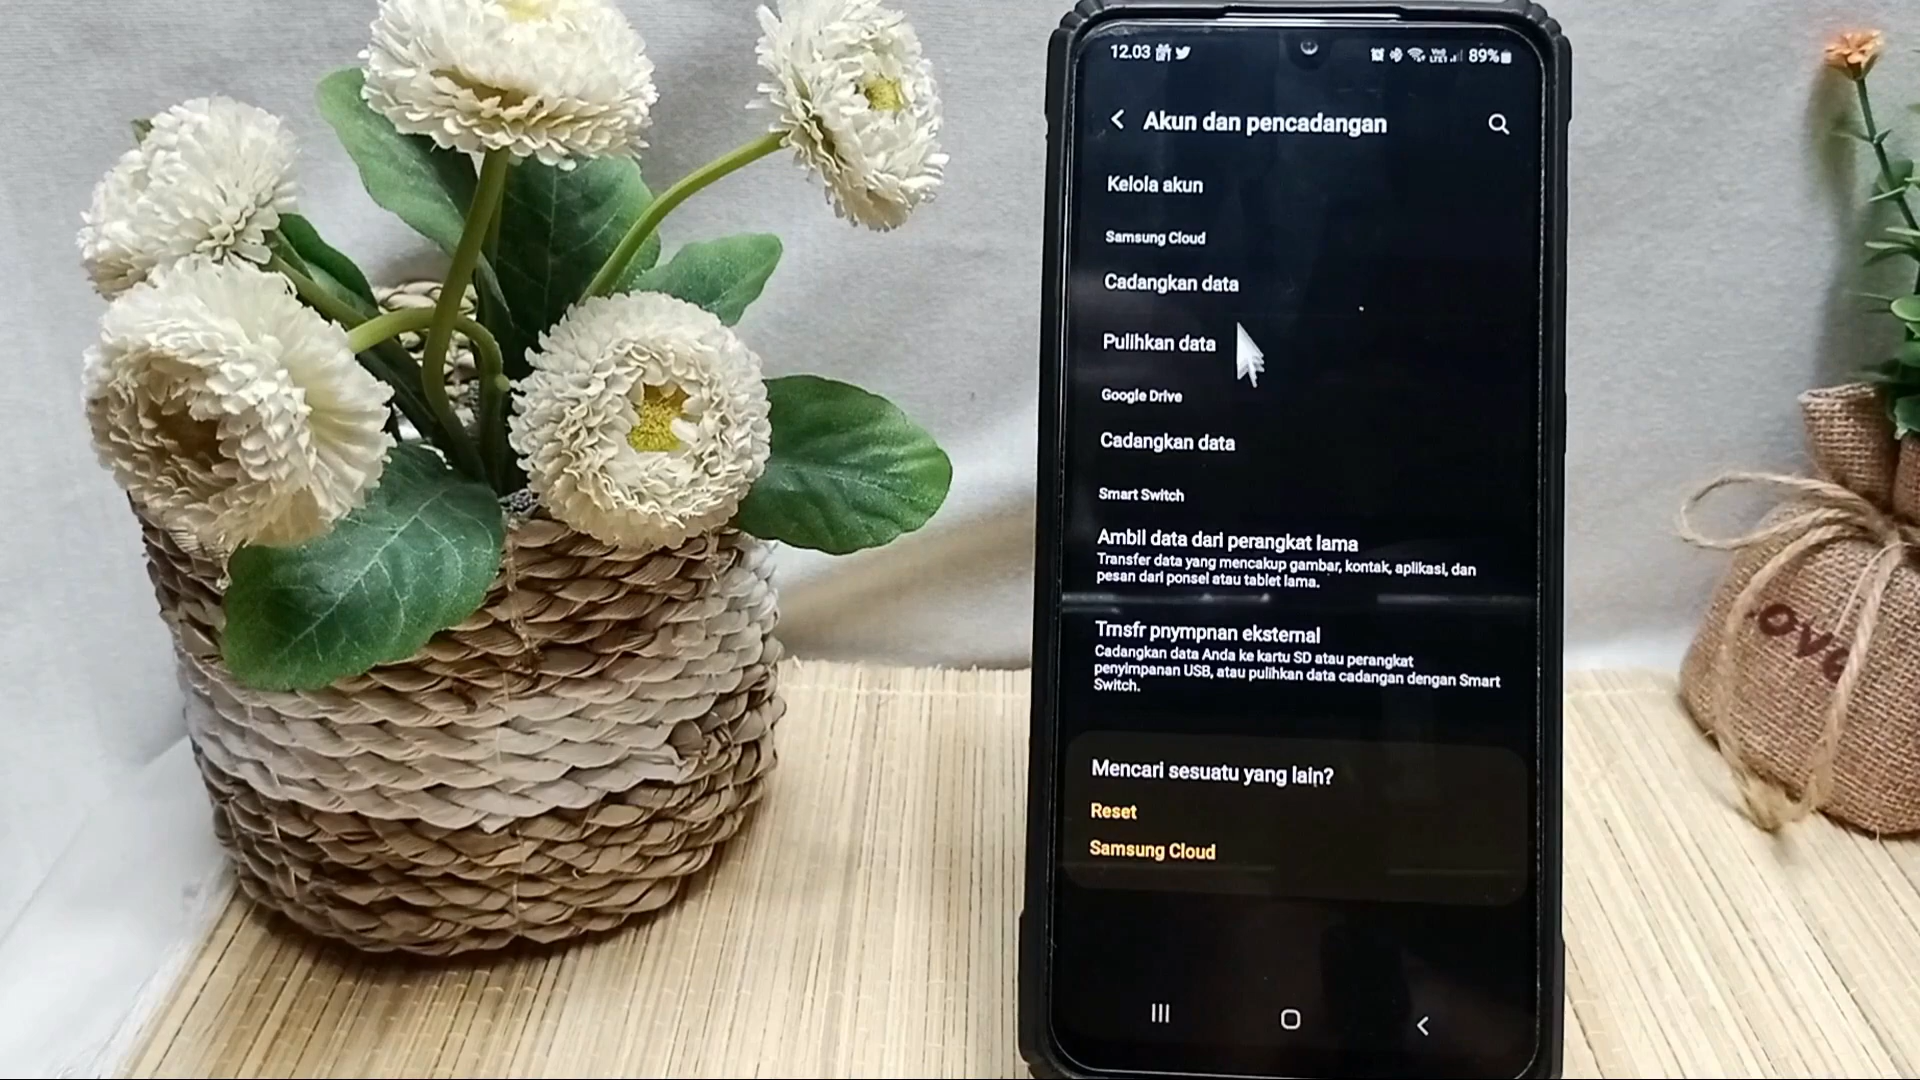 12.03
89%
Akun dan pencadangan
Kelola akun
Samsung Cloud
Cadangkan data
Pulihkan data
Google Drive
Cadangkan data
Smart Switch
Ambil data dari perangkat lama
Transfer data yang mencakup gambar, kontak, aplikasi, dan
pesan dari ponsel atau tablet lama.
Trnsfr pnympnan eksternal
Cadangkan data Anda ke kartu SD atau perangkat
penyimpanan USB, atau pulihkan data cadangan dengan Smart
Switch.
Mencari sesuatu yang lain?
Reset
Samsung Cloud